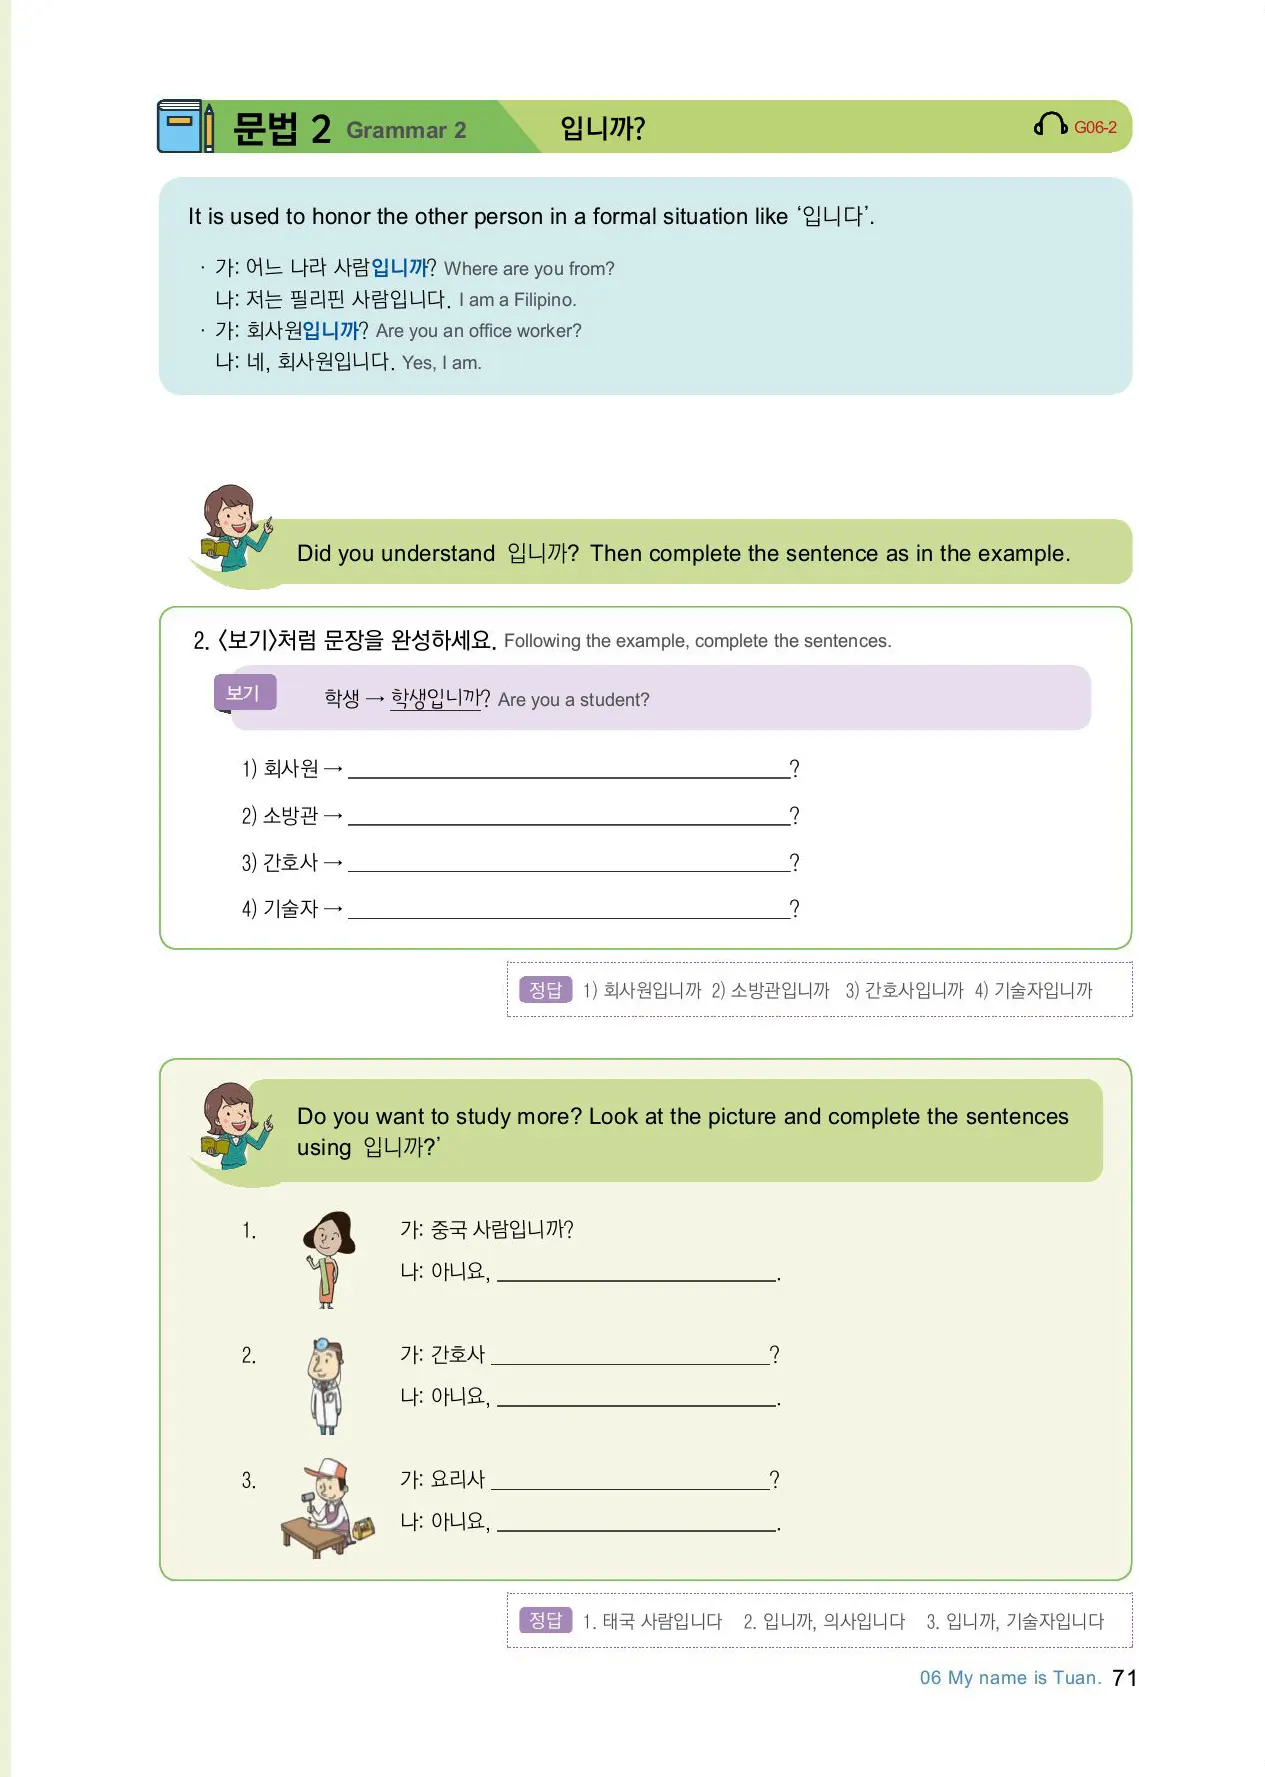 문법 2 Grammar 2 입니까? G06-2
It is used to honor the other person in a formal situation like ‘입니다’.
· 가: 어느 나라 사람입니까? Where are you from?
나: 저는 필리핀 사람입니다. I am a Filipino.
· 가: 회사원입니까? Are you an office worker?
나: 네, 회사원입니다. Yes, I am.
Did you understand 입니까? Then complete the sentence as in the example.
2. 〈보기〉처럼 문장을 완성하세요. Following the example, complete the sentences.
보기 학생 → 학생입니까? Are you a student?
1) 회사원 → ?
2) 소방관 → ?
3) 간호사 → ?
4) 기술자 → ?
정답 1) 회사원입니까 2) 소방관입니까 3) 간호사입니까 4) 기술자입니까
Do you want to study more? Look at the picture and complete the sentences
using 입니까?’
1. 가: 중국 사람입니까?
나: 아니요, .
2. 가: 간호사 ?
나: 아니요, .
3. 가: 요리사 ?
나: 아니요, .
정답 1. 태국 사람입니다 2. 입니까, 의사입니다 3. 입니까, 기술자입니다
06 My name is Tuan. 71